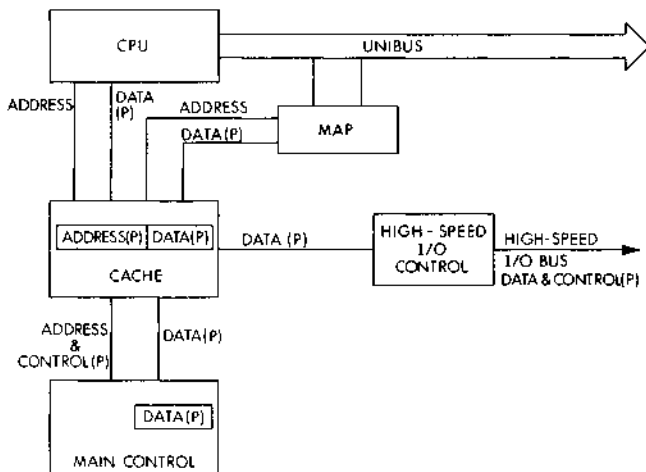 CPU
UNIBUS
ADDRESS
DATA
(P)
ADDRESS
DATA(P)
MAP
ADDRESS(P)
DATA(P)
CACHE
DATA (P)
HIGH - SPEED
I/O
CONTROL
HIGH-SPEED
I/O BUS
DATA & CONTROL(P)
ADDRESS
&
CONTROL(P)
DATA(P)
DATA(P)
MAIN CONTROL